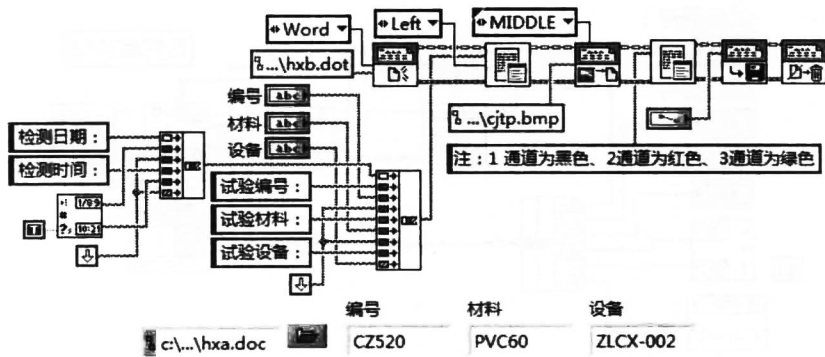 Word
Left
MIDDLE
...\hxb.dot
编号
abc
材料
abc
设备
abc
...\cjtp.bmp
检测日期：
检测时间：
注：1 通道为黑色、2通道为红色、3通道为绿色
试验编号：
试验材料：
试验设备：
T
编号 材料 设备
c:\...\hxa.doc CZ520 PVC60 ZLCX-002